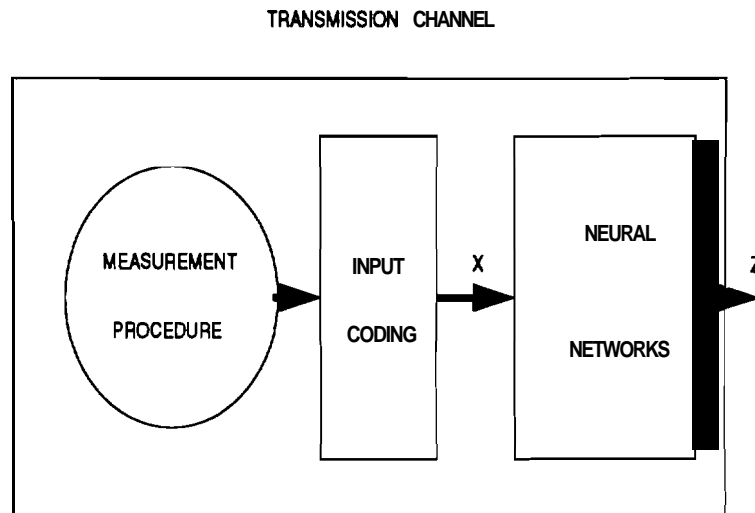 TRANSMISSION CHANNEL
MEASUREMENT
PROCEDURE
INPUT
CODING
X
NEURAL
NETWORKS
Z